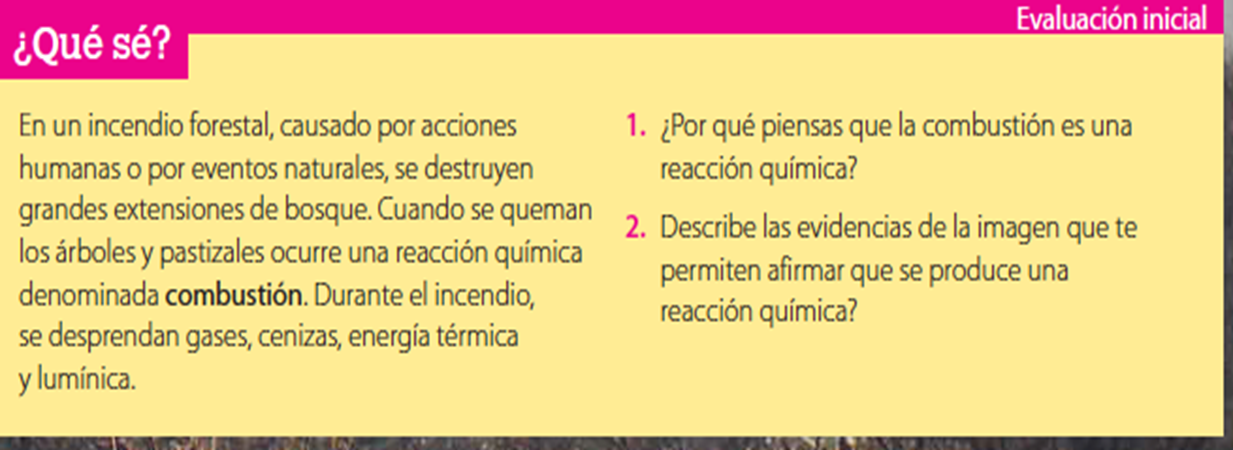 Evaluación inicial
¿Qué sé?
En un incendio forestal, causado por acciones
humanas o por eventos naturales, se destruyen
grandes extensiones de bosque. Cuando se queman
los árboles y pastizales ocurre una reacción química
denominada combustión. Durante el incendio,
se desprendan gases, cenizas, energía térmica
y lumínica.
1. ¿Por qué piensas que la combustión es una
reacción química?
2. Describe las evidencias de la imagen que te
permiten afirmar que se produce una
reacción química?